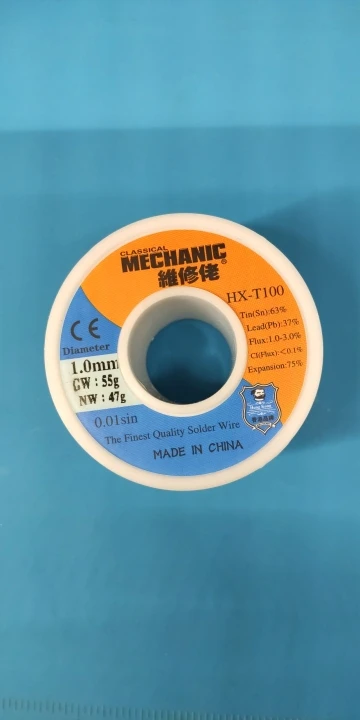 CLASSICAL
MECHANIC®
維修佬
HX-T100
Tin(Sn):63%
Lead(Pb):37%
Flux:1.0-3.0%
Cl(Flux):<0.1%
Expansion:75%
CE
Diameter
1.0mm
GW : 55g
NW : 47g
0.01sin
The Finest Quality Solder Wire
MADE IN CHINA